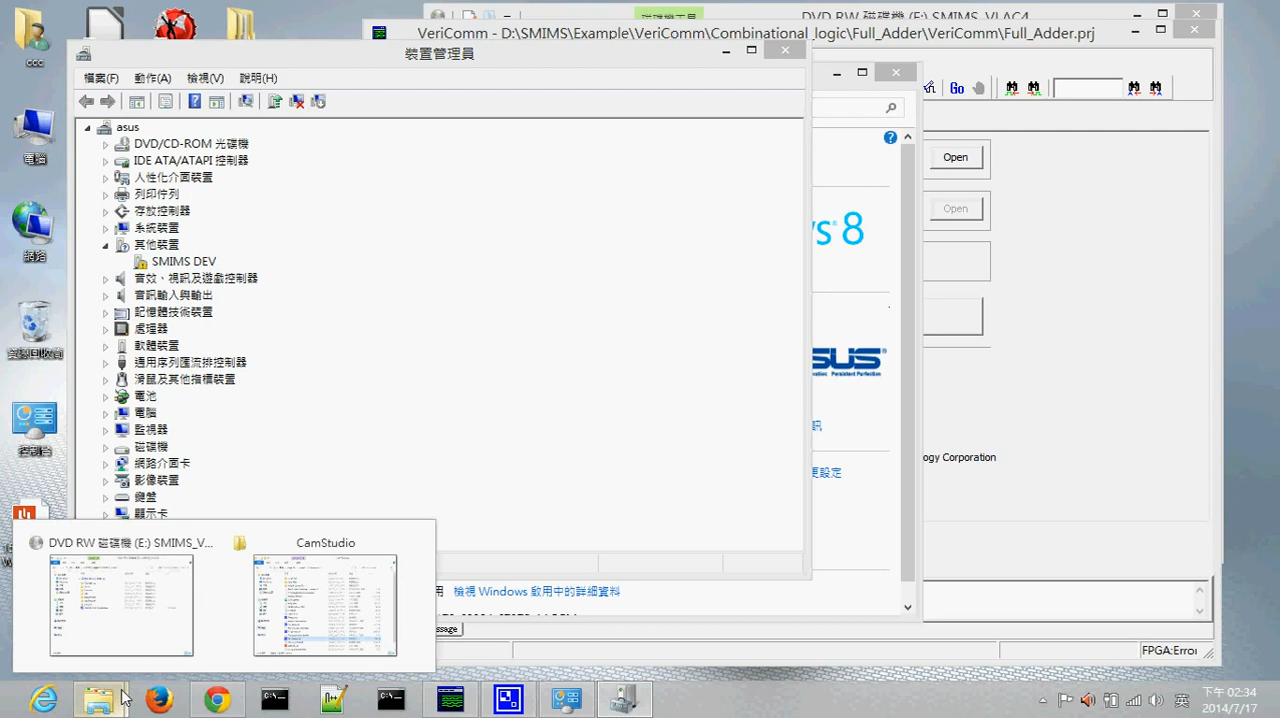 DVD RW 磁碟機 (E:) SMIMS_VLAC4
VeriComm - D:\SMIMS\Example\VeriComm\Combinational_logic\Full_Adder\VeriComm\Full_Adder.prj
裝置管理員
檔案(F) 動作(A) 檢視(V) 說明(H)
Go
asus
DVD/CD-ROM 光碟機
IDE ATA/ATAPI 控制器
人性化介面裝置
列印佇列
存放控制器
系統裝置
其他裝置
SMIMS DEV
音效、視訊及遊戲控制器
音訊輸入與輸出
記憶體技術裝置
處理器
軟體裝置
通用序列匯流排控制器
滑鼠及其他指標裝置
電池
電腦
監視器
磁碟機
網路介面卡
影像裝置
鍵盤
顯示卡
ccc
電腦
網路
資源回收筒
控制台
Open
Open
8
訊
更設定
ogy Corporation
DVD RW 磁碟機 (E:) SMIMS_V...
CamStudio
用 檢視 Windows 啟用中的詳細資料
FPGA:Error
英
下午 02:34
2014/7/17